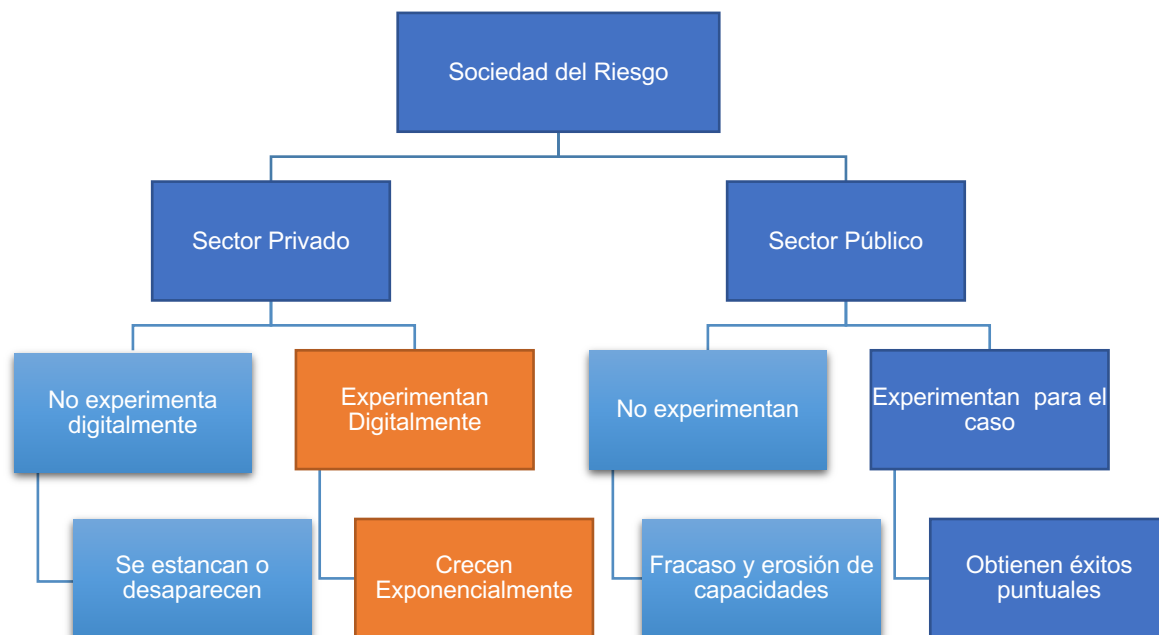 Sociedad del Riesgo
Sector Privado
Sector Público
No experimenta
digitalmente
Experimentan
Digitalmente
No experimentan
Experimentan para el
caso
Se estancan o
desaparecen
Crecen
Exponencialmente
Fracaso y erosión de
capacidades
Obtienen éxitos
puntuales